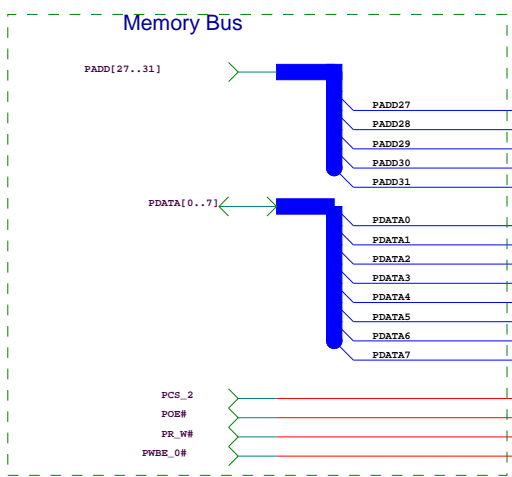 Memory Bus
PADD[27..31]
PADD27
PADD28
PADD29
PADD30
PADD31
PDATA[0..7]
PDATA0
PDATA1
PDATA2
PDATA3
PDATA4
PDATA5
PDATA6
PDATA7
PCS_2
POE#
PR_W#
PWBE_0#